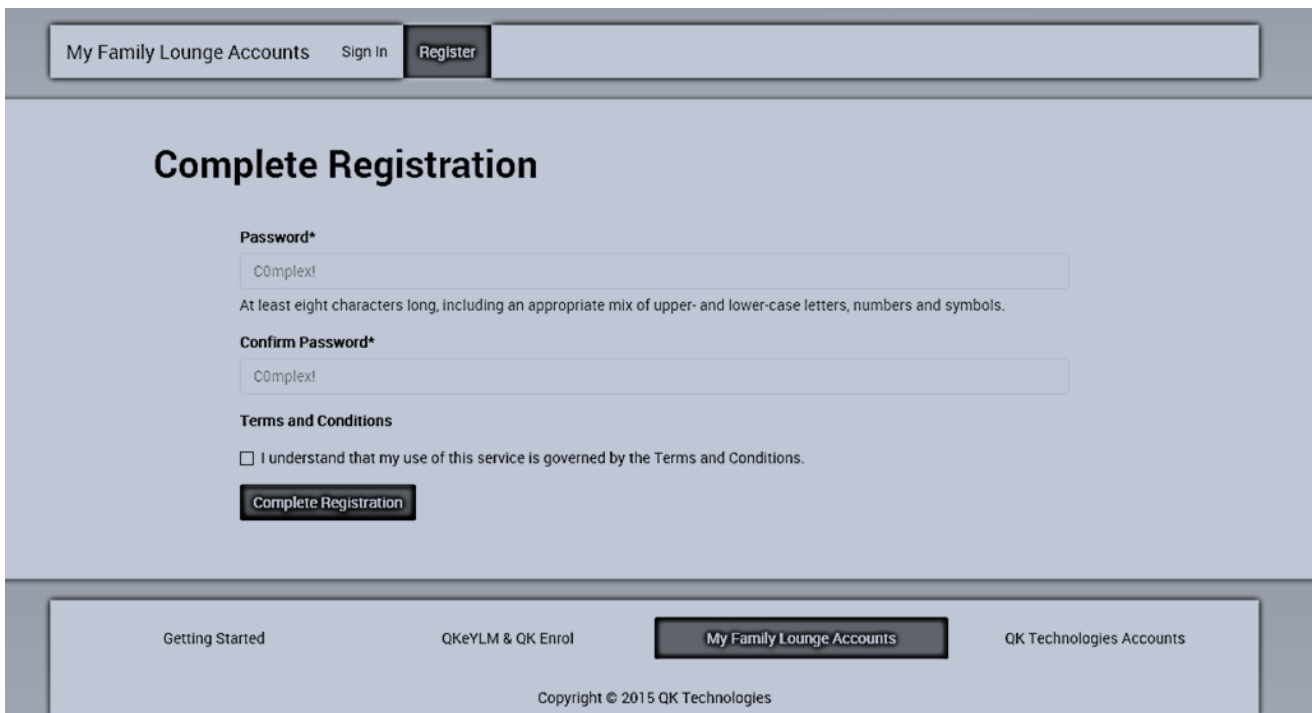 My Family Lounge Accounts Sign In Register
Complete Registration
Password*
C0mplex!
At least eight characters long, including an appropriate mix of upper- and lower-case letters, numbers and symbols.
Confirm Password*
C0mplex!
Terms and Conditions
I understand that my use of this service is governed by the Terms and Conditions.
Complete Registration
Getting Started QKeYLM & QK Enrol My Family Lounge Accounts QK Technologies Accounts
Copyright © 2015 QK Technologies